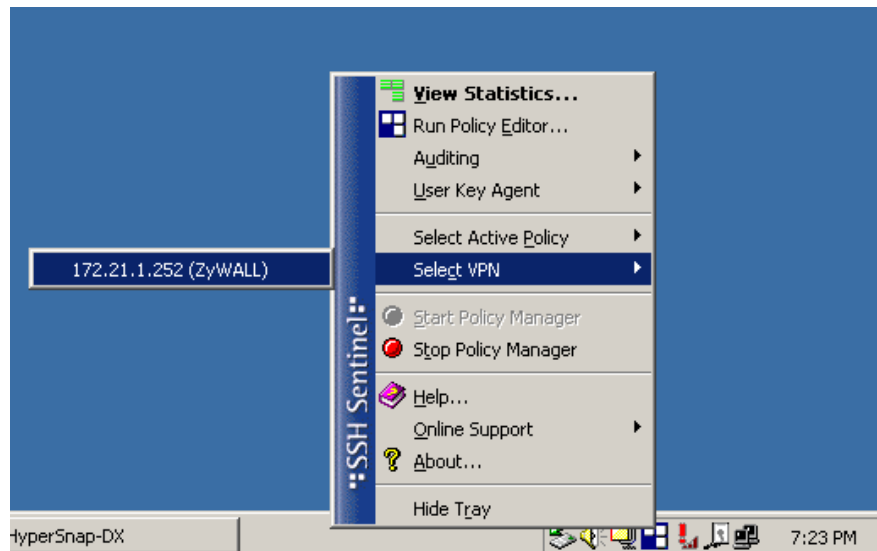 View Statistics...
Run Policy Editor...
Auditing
User Key Agent
Select Active Policy
172.21.1.252 (ZyWALL)
Select VPN
Start Policy Manager
Stop Policy Manager
Help...
Online Support
About...
Hide Tray
SSH Sentinel
HyperSnap-DX
7:23 PM